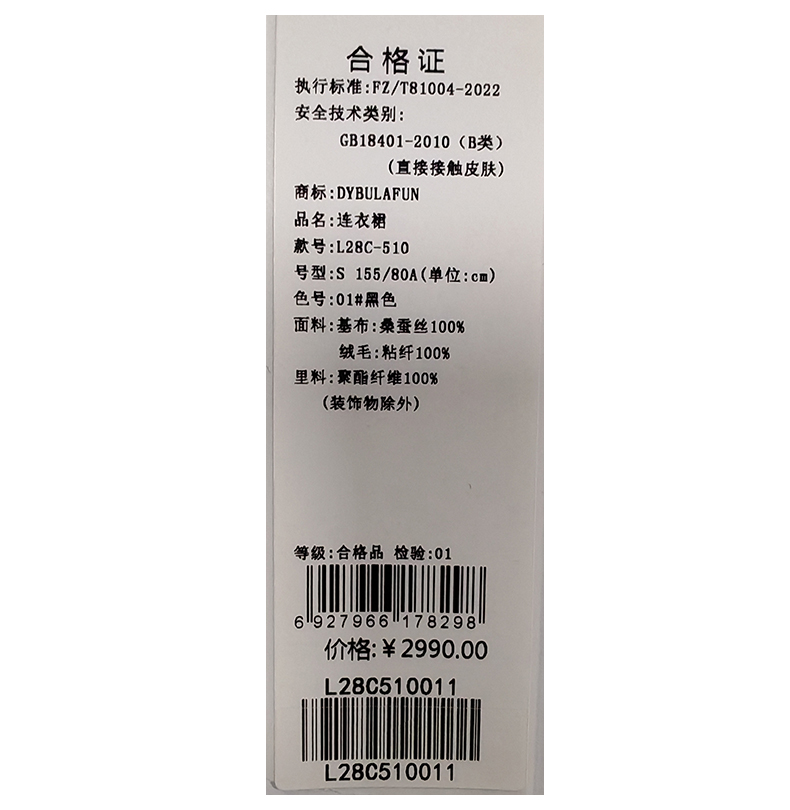 合格证
执行标准:FZ/T81004-2022
安全技术类别:
GB18401-2010（B类）
(直接接触皮肤)
商标:DYBULAFUN
品名:连衣裙
款号:L28C-510
号型:S 155/80A(单位:cm)
色号:01#黑色
面料:基布:桑蚕丝100%
绒毛:粘纤100%
里料:聚酯纤维100%
(装饰物除外)
等级:合格品 检验:01
6 927966 178298
价格:￥2990.00
L28C510011
L28C510011